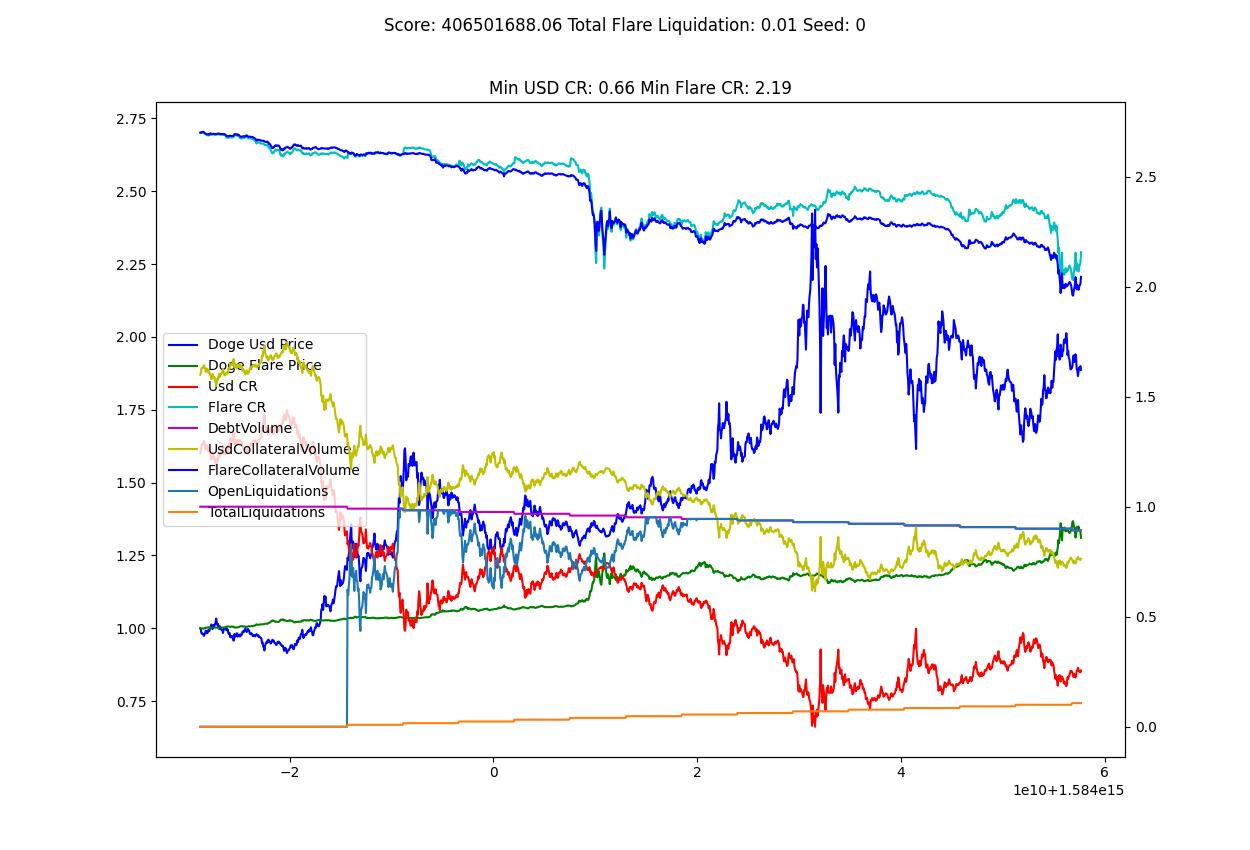 Score: 406501688.06 Total Flare Liquidation: 0.01 Seed: 0
Min USD CR: 0.66 Min Flare CR: 2.19
2.75
2.50
2.25
2.00
1.75
1.50
1.25
1.00
0.75
Doge Usd Price
Doge Flare Price
Usd CR
Flare CR
DebtVolume
UsdCollateralVolume
FlareCollateralVolume
OpenLiquidations
TotalLiquidations
2.5
2.0
1.5
1.0
0.5
0.0
−2
0
2
4
6
1e10+1.584e15